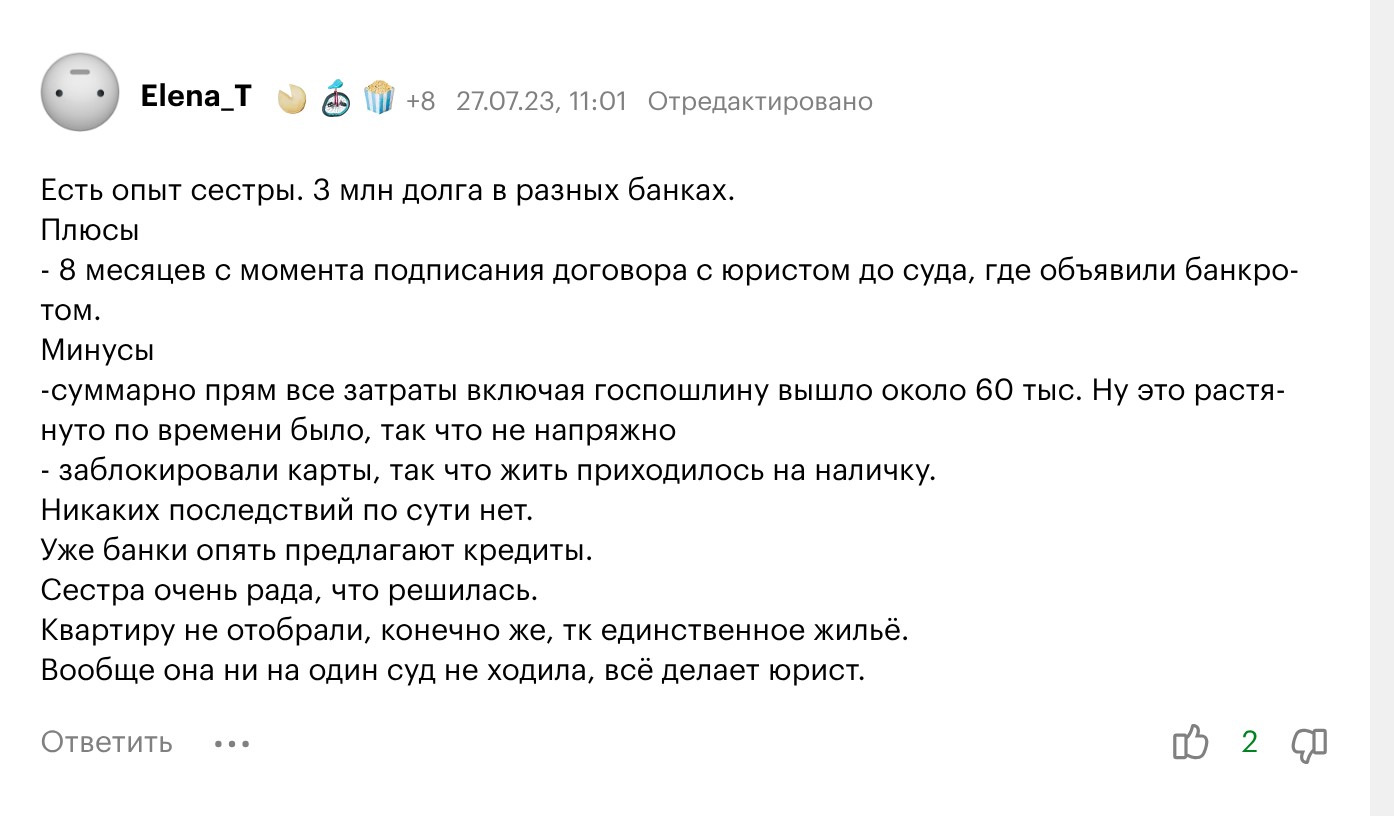 Elena_T +8 27.07.23, 11:01 Отредактировано
Есть опыт сестры. 3 млн долга в разных банках.
Плюсы
- 8 месяцев с момента подписания договора с юристом до суда, где объявили банкро-
том.
Минусы
-суммарно прям все затраты включая госпошлину вышло около 60 тыс. Ну это растя-
нуто по времени было, так что не напряжно
- заблокировали карты, так что жить приходилось на наличку.
Никаких последствий по сути нет.
Уже банки опять предлагают кредиты.
Сестра очень рада, что решилась.
Квартиру не отобрали, конечно же, тк единственное жильё.
Вообще она ни на один суд не ходила, всё делает юрист.
Ответить 2